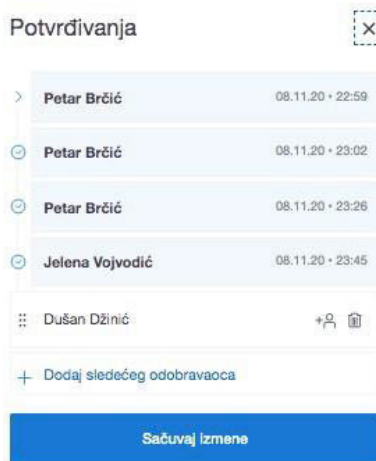 Potvrđivanja
Petar Brčić 08.11.20 • 22:59
Petar Brčić 08.11.20 • 23:02
Petar Brčić 08.11.20 • 23:26
Jelena Vojvodić 08.11.20 • 23:45
Dušan Džinić
Dodaj sledećeg odobravaoca
Sačuvaj izmene